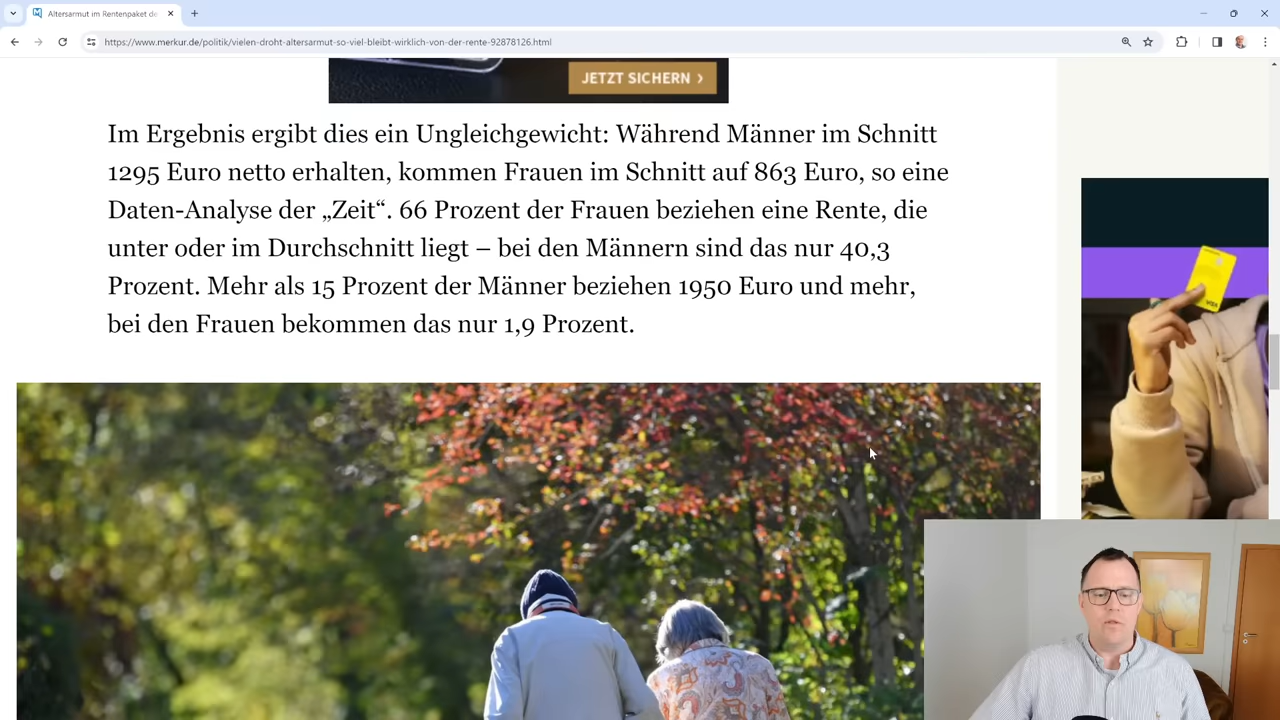 Altersarmut im Rentenpaket de
https://www.merkur.de/politik/vielen-droht-altersarmut-so-viel-bleibt-wirklich-von-der-rente-92878126.html
JETZT SICHERN ›
Im Ergebnis ergibt dies ein Ungleichgewicht: Während Männer im Schnitt
1295 Euro netto erhalten, kommen Frauen im Schnitt auf 863 Euro, so eine
Daten-Analyse der „Zeit“. 66 Prozent der Frauen beziehen eine Rente, die
unter oder im Durchschnitt liegt – bei den Männern sind das nur 40,3
Prozent. Mehr als 15 Prozent der Männer beziehen 1950 Euro und mehr,
bei den Frauen bekommen das nur 1,9 Prozent.
VISA